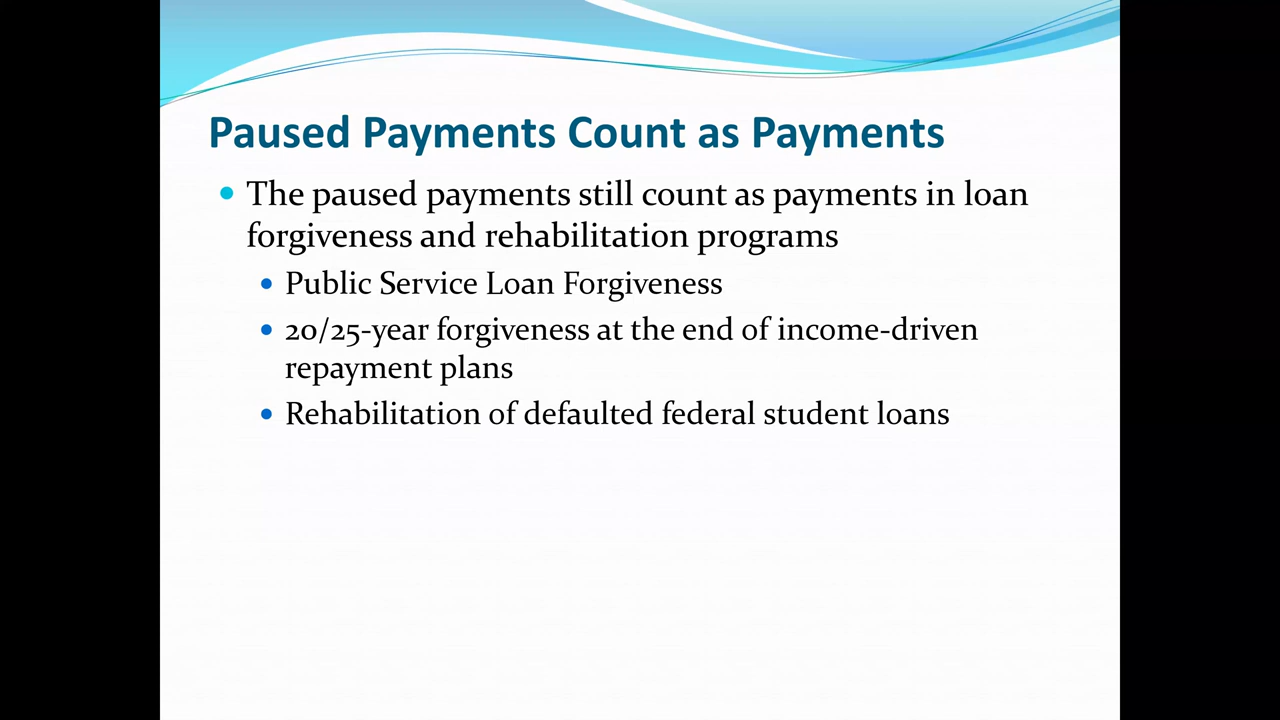 Paused Payments Count as Payments
The paused payments still count as payments in loan
forgiveness and rehabilitation programs
Public Service Loan Forgiveness
20/25-year forgiveness at the end of income-driven
repayment plans
Rehabilitation of defaulted federal student loans